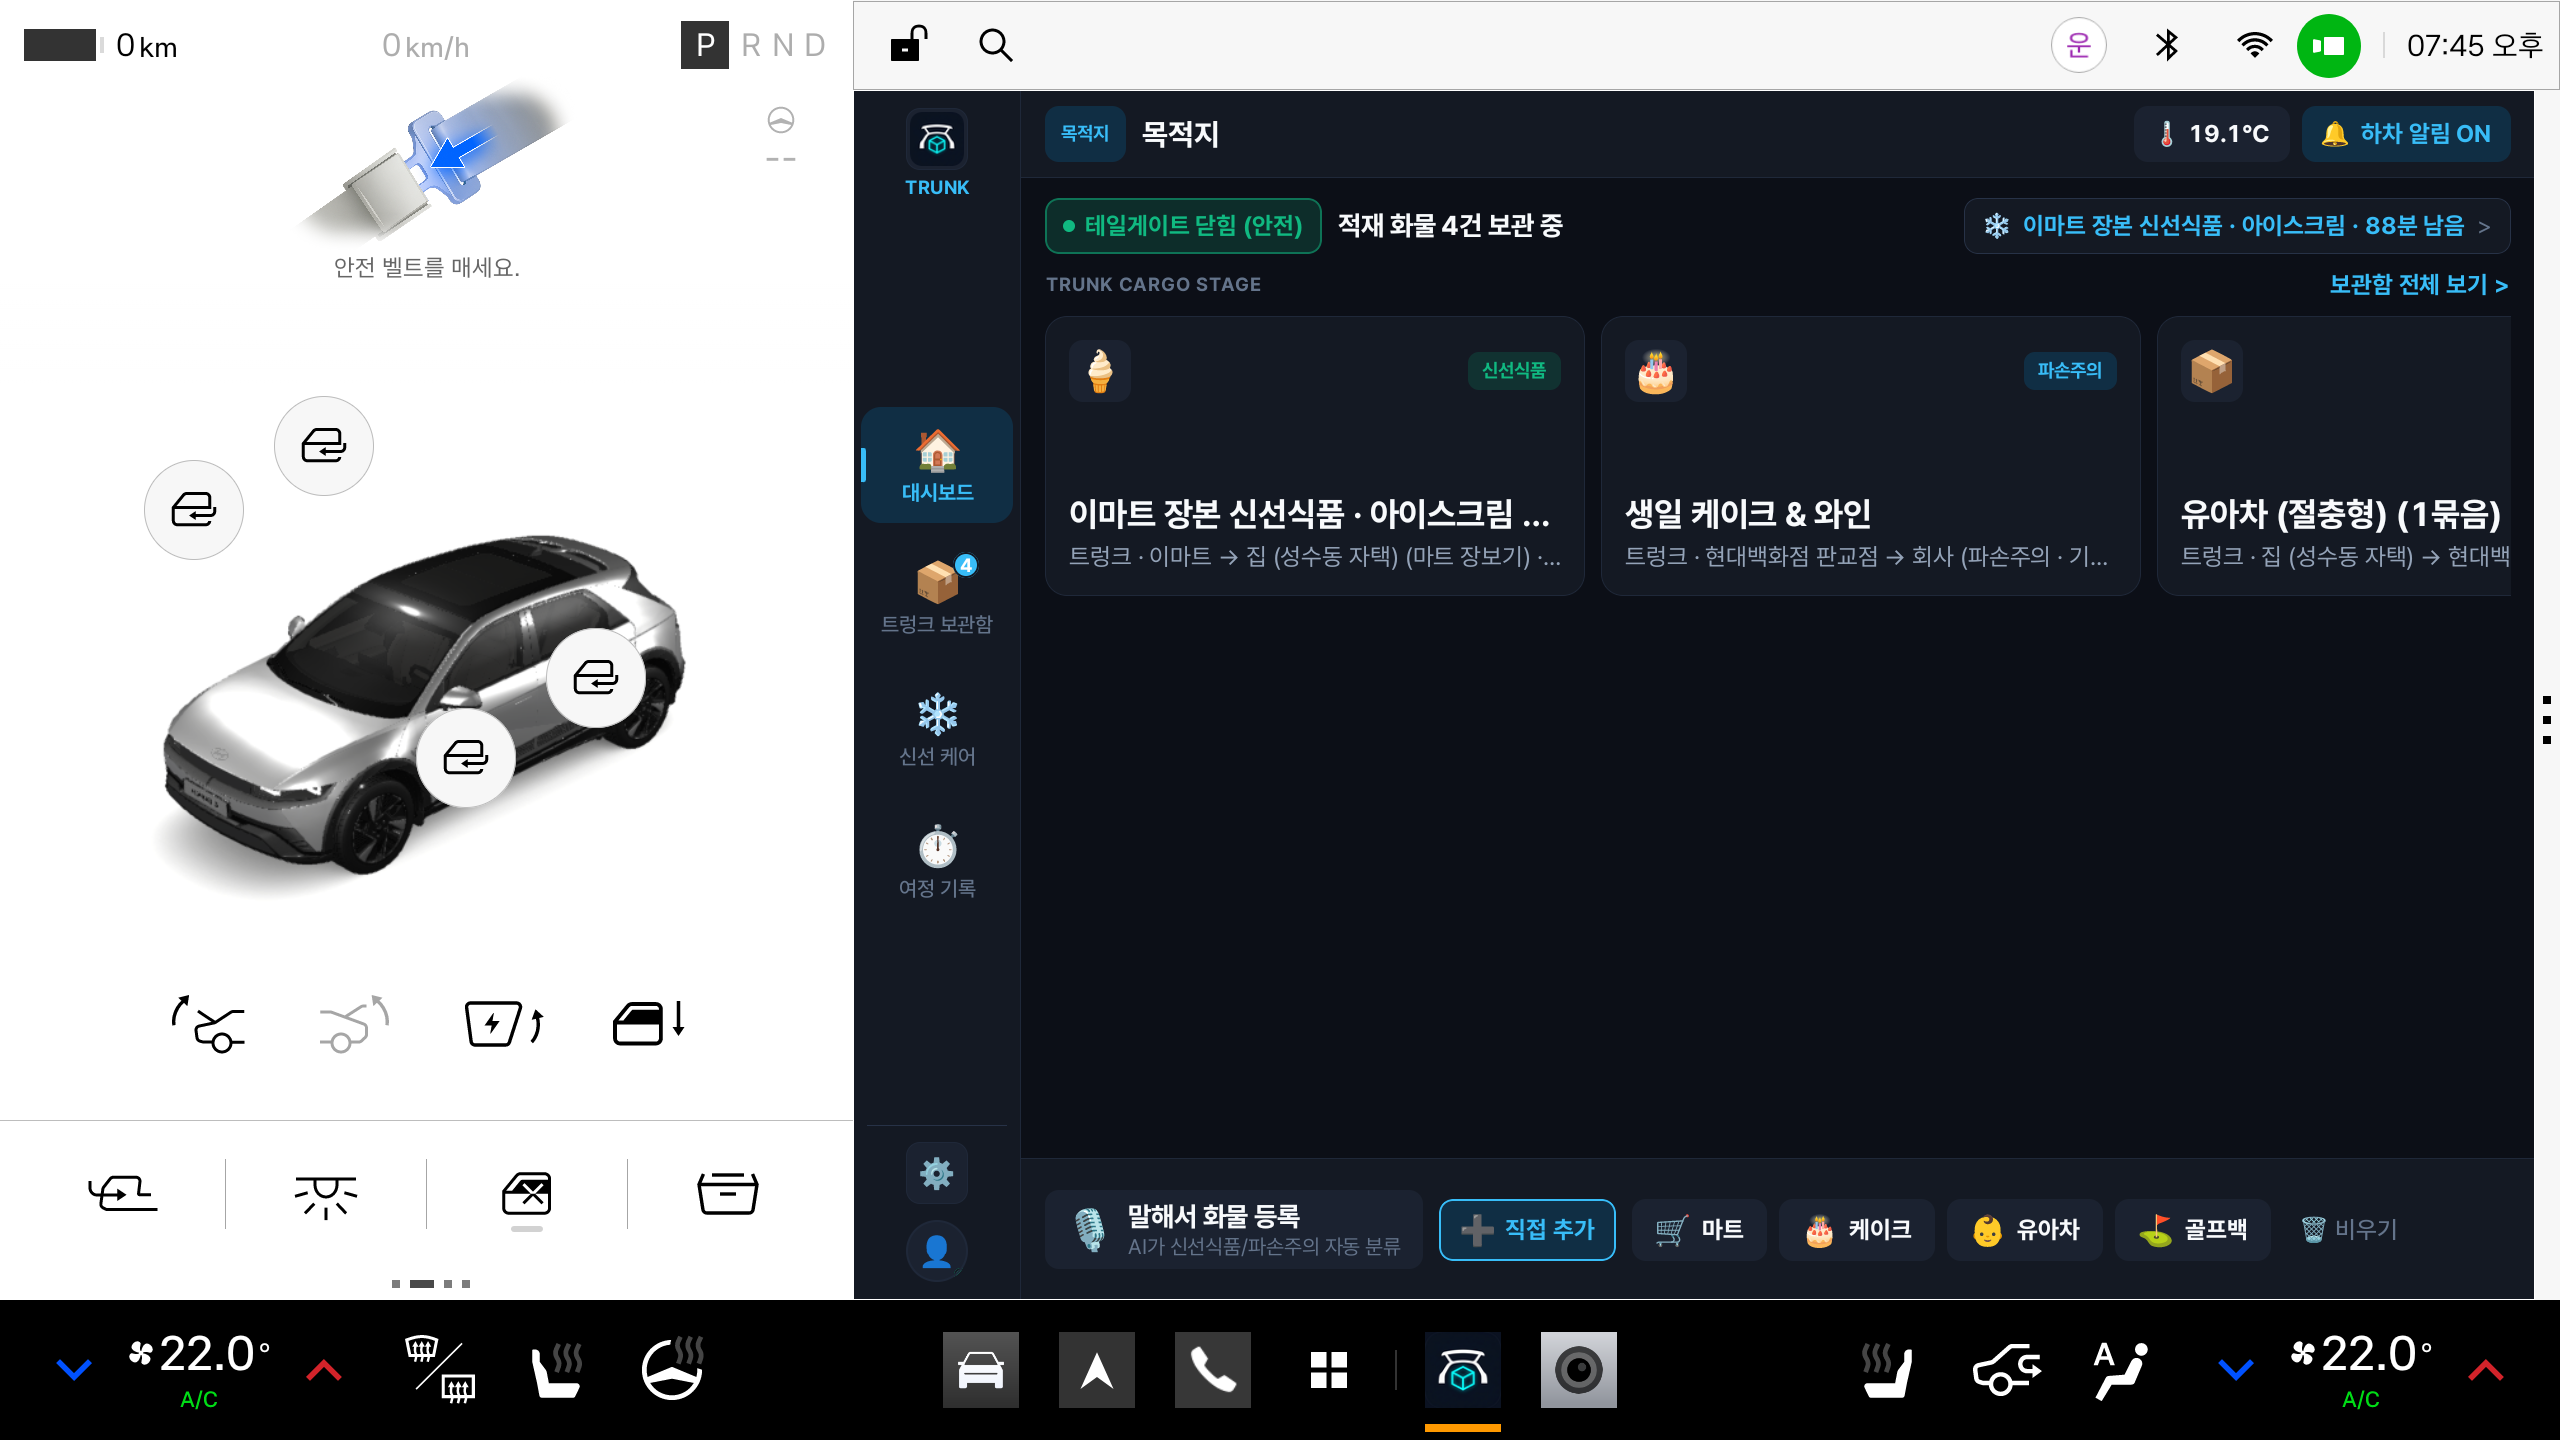 0 km
0 km/h
P R N D
안전 벨트를 매세요.
22.0°
A/C
운
07:45 오후
TRUNK
대시보드
4
트렁크 보관함
신선 케어
여정 기록
목적지 목적지
19.1°C
하차 알림 ON
테일게이트 닫힘 (안전) 적재 화물 4건 보관 중
이마트 장본 신선식품 · 아이스크림 · 88분 남음 >
TRUNK CARGO STAGE
보관함 전체 보기 >
신선식품
이마트 장본 신선식품 · 아이스크림 ...
트렁크 · 이마트 → 집 (성수동 자택) (마트 장보기) ·...
파손주의
생일 케이크 & 와인
트렁크 · 현대백화점 판교점 → 회사 (파손주의 · 기...
유아차 (절충형) (1묶음)
트렁크 · 집 (성수동 자택) → 현대백
말해서 화물 등록
AI가 신선식품/파손주의 자동 분류
직접 추가
마트
케이크
유아차
골프백
비우기
A
22.0°
A/C